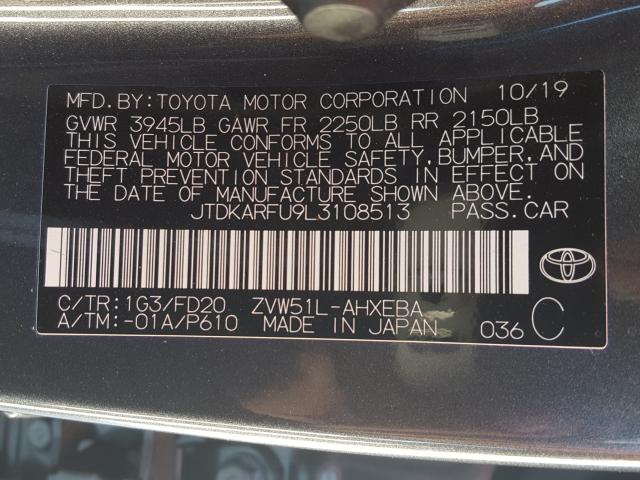 MFD. BY: TOYOTA MOTOR CORPORATION 10/19
GVWR 3945LB GAWR FR 2250LB RR 2150LB
THIS VEHICLE CONFORMS TO ALL APPLICABLE
FEDERAL MOTOR VEHICLE SAFETY, BUMPER, AND
THEFT PREVENTION STANDARDS IN EFFECT ON
THE DATE OF MANUFACTURE SHOWN ABOVE.
JTDKARFU9L3108513 PASS. CAR
C/TR: 1G3/FD20 ZVW51L-AHXEBA
A/TM: -01A/P610 MADE IN JAPAN 036 C